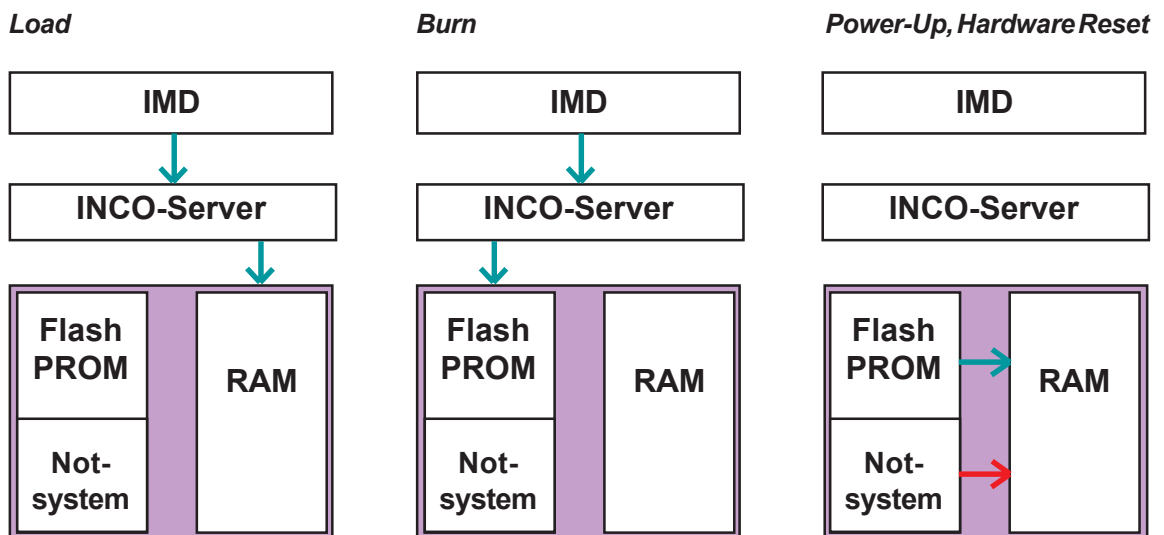 Load
Burn
Power-Up, Hardware Reset
IMD
IMD
IMD
INCO-Server
INCO-Server
INCO-Server
Flash
PROM
RAM
Not-
system
Flash
PROM
RAM
Not-
system
Flash
PROM
RAM
Not-
system